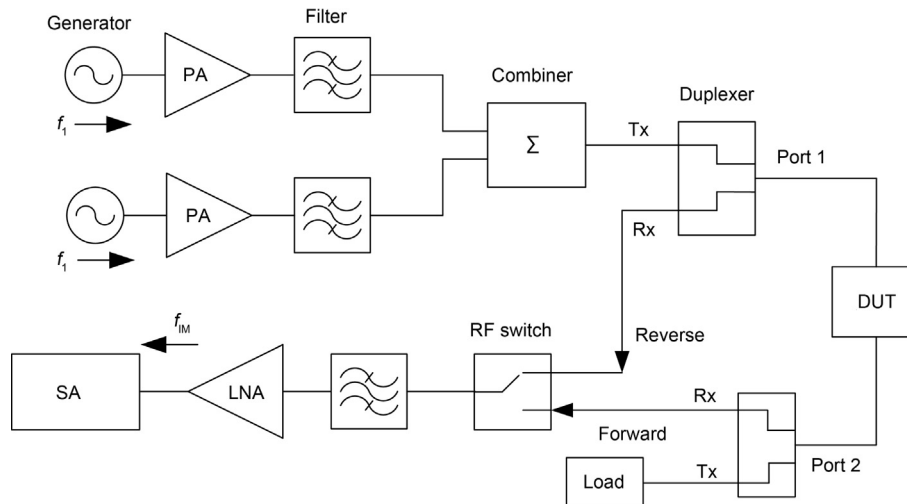 Generator
Filter
PA
Combiner
Duplexer
f1
Σ
Tx
Port 1
PA
Rx
f1
DUT
fIM
RF switch
Reverse
SA
LNA
Rx
Forward
Load
Tx
Port 2